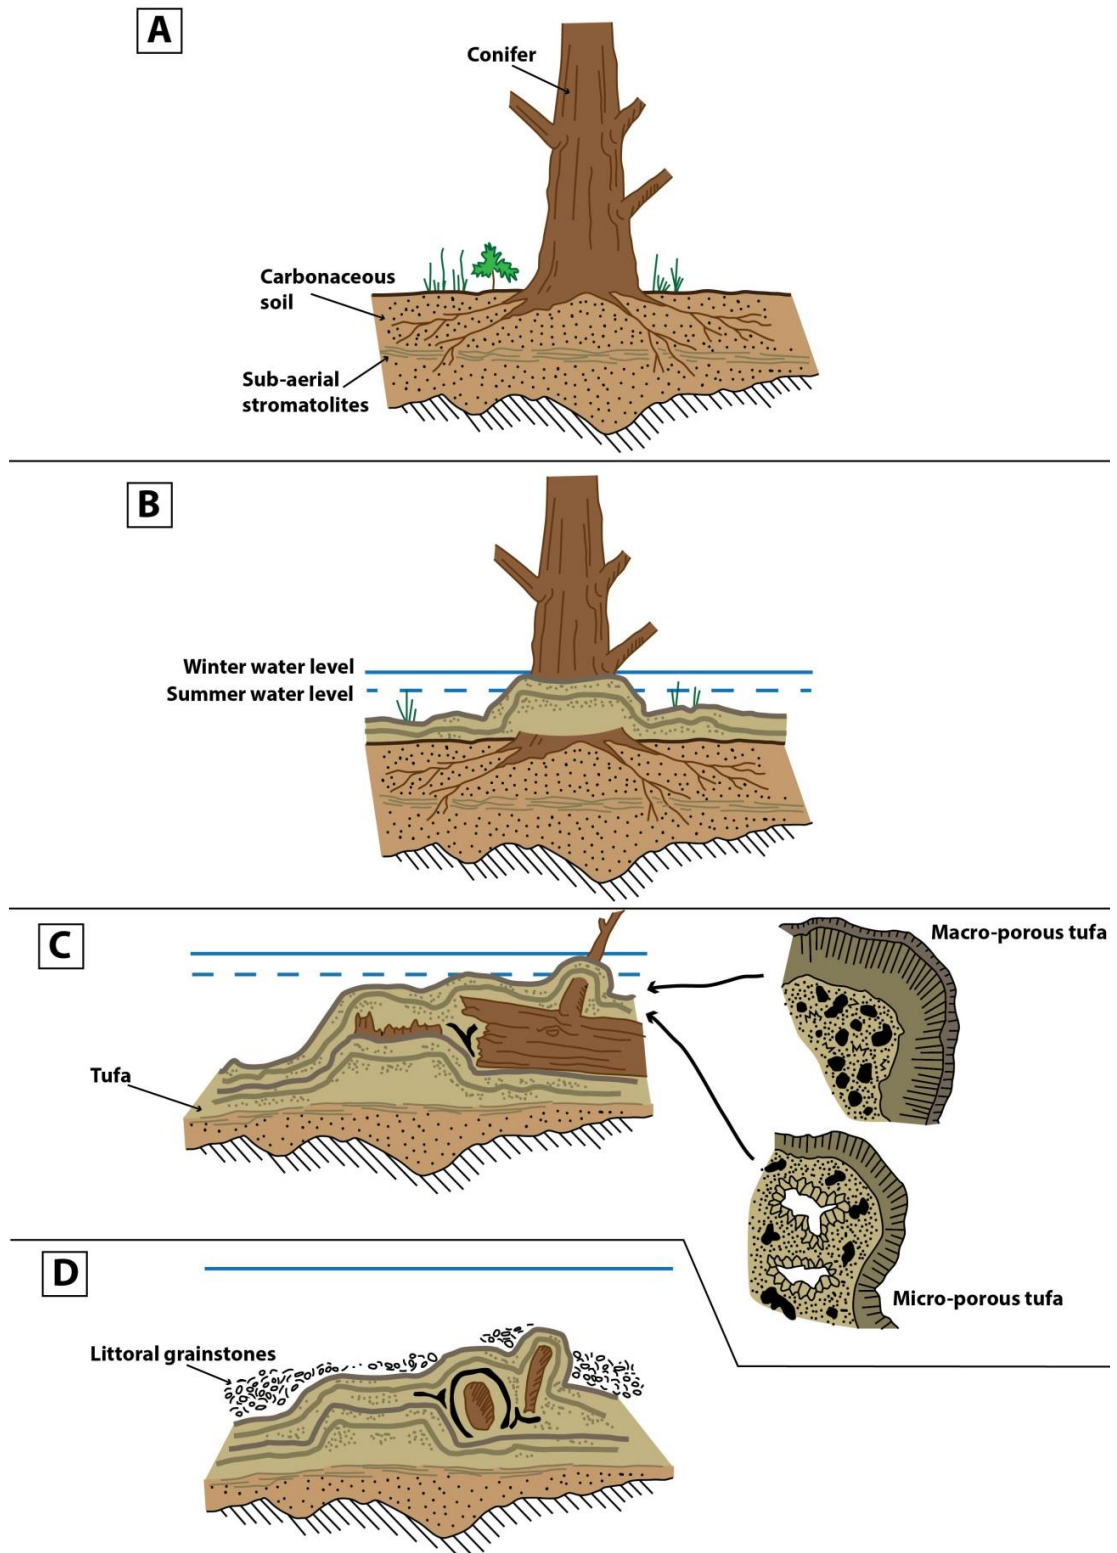 A
Conifer
Carbonaceous
soil
Sub-aerial
stromatolites
B
Winter water level
Summer water level
C
Macro-porous tufa
Tufa
Micro-porous tufa
D
Littoral grainstones